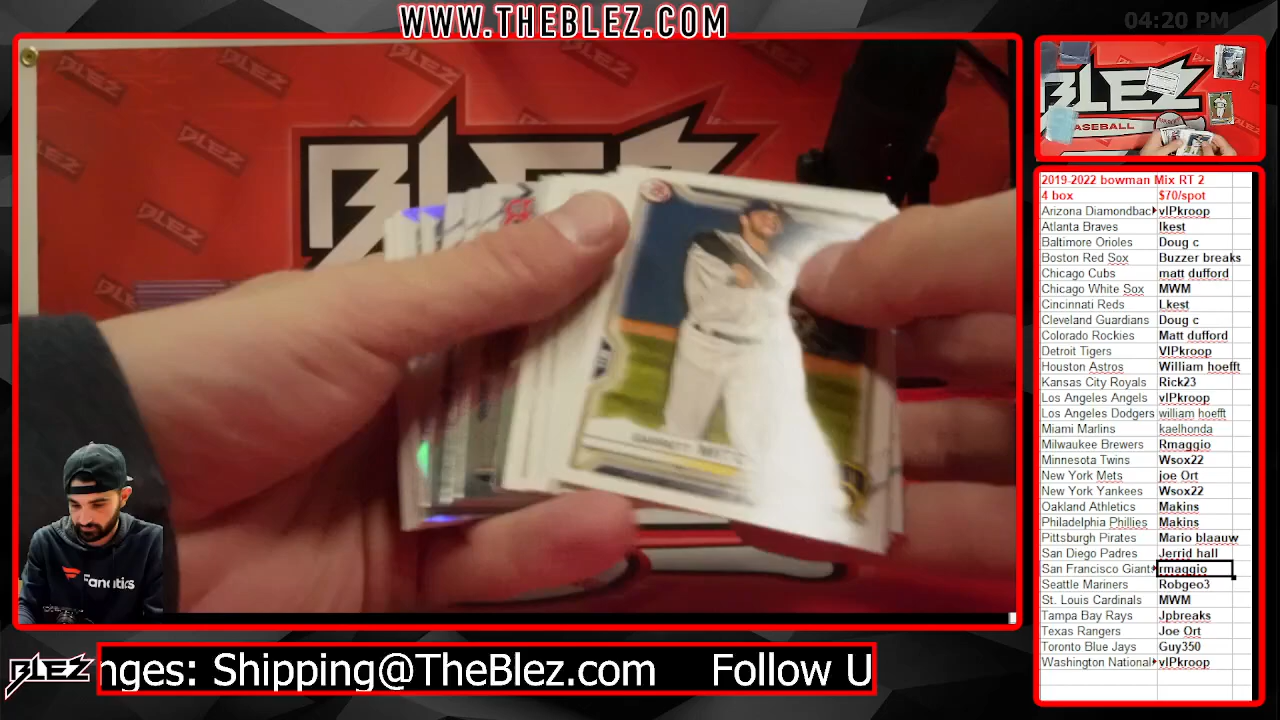 WWW.THEBLEZ.COM
04:20 PM
BLEZ
BLEZ
BASEBALL
2019-2022 bowman Mix RT 2
4 box $70/spot
Arizona Diamondbac vIPkroop
Atlanta Braves lkest
Baltimore Orioles Doug c
Boston Red Sox Buzzer breaks
Chicago Cubs matt dufford
Chicago White Sox MWM
Cincinnati Reds Lkest
Cleveland Guardians Doug c
Colorado Rockies Matt dufford
Detroit Tigers VIPkroop
Houston Astros William hoefft
Kansas City Royals Rick23
Los Angeles Angels vIPkroop
Los Angeles Dodgers william hoefft
Miami Marlins kaelhonda
Milwaukee Brewers Rmaggio
Minnesota Twins Wsox22
New York Mets joe Ort
New York Yankees Wsox22
Oakland Athletics Makins
Philadelphia Phillies Makins
Pittsburgh Pirates Mario blaauw
San Diego Padres Jerrid hall
San Francisco Giants rmaggio
Seattle Mariners Robgeo3
St. Louis Cardinals MWM
Tampa Bay Rays Jpbreaks
Texas Rangers Joe Ort
Toronto Blue Jays Guy350
Washington National vIPkroop
Fanatics
BLEZ
nges: Shipping@TheBlez.com Follow U